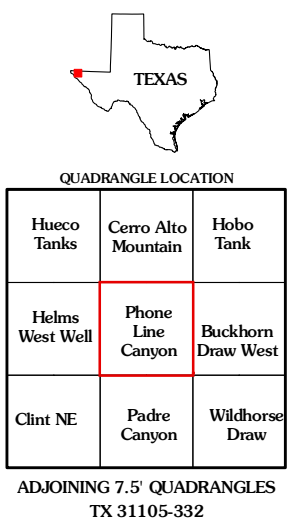 TEXAS
QUADRANGLE LOCATION
Hueco
Tanks
Cerro Alto
Mountain
Hobo
Tank
Helms
West Well
Phone
Line
Canyon
Buckhorn
Draw West
Clint NE
Padre
Canyon
Wildhorse
Draw
ADJOINING 7.5' QUADRANGLES
TX 31105-332